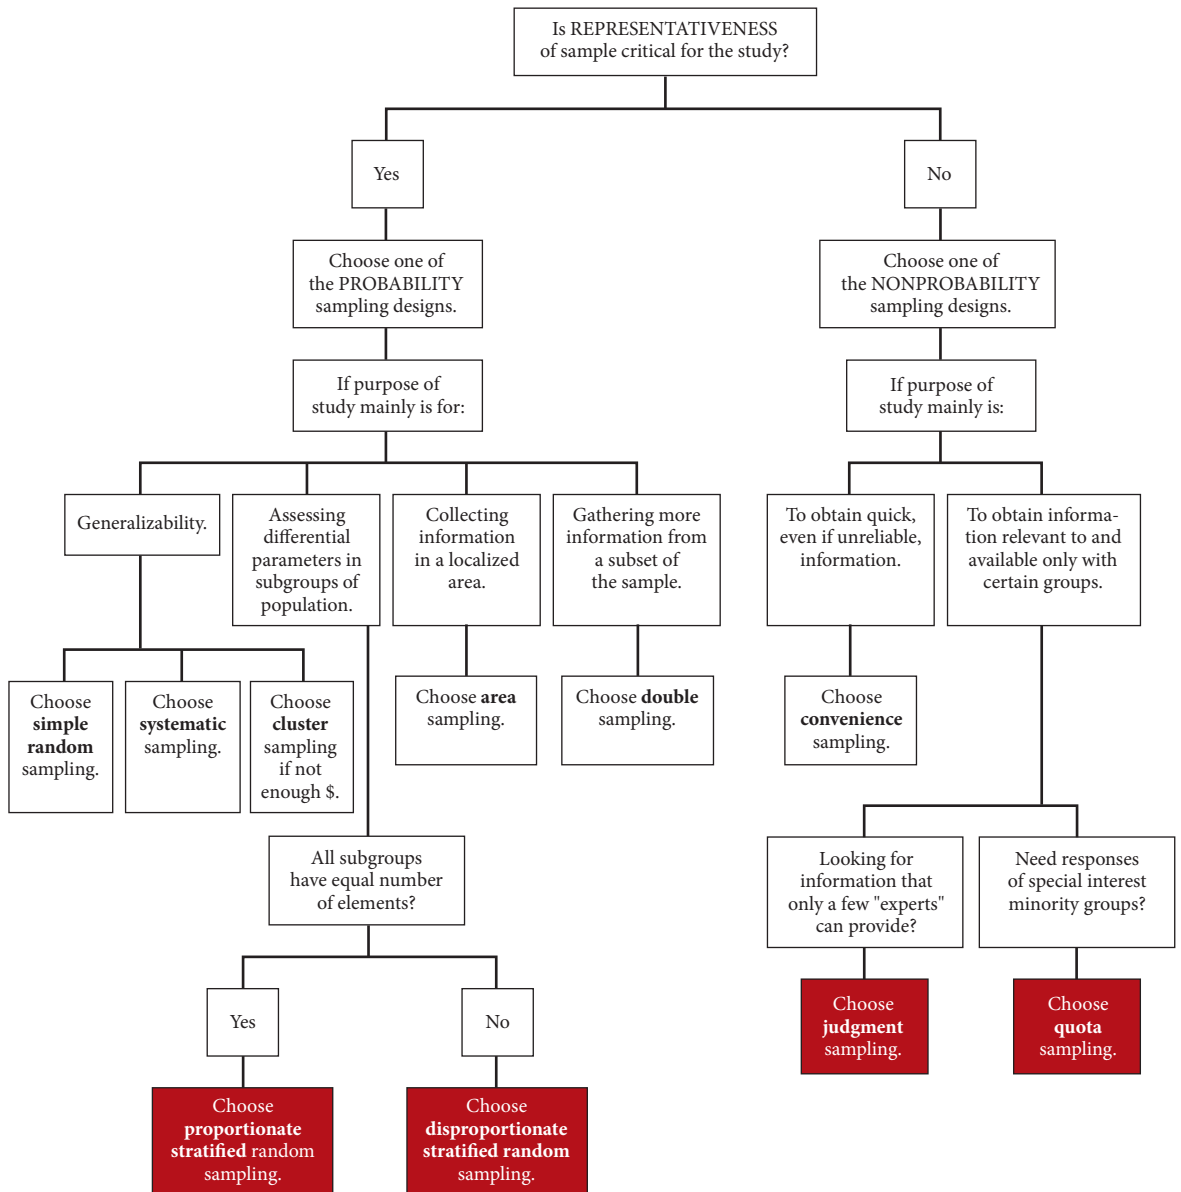 Is REPRESENTATIVENESS
of sample critical for the study?
Yes
No
Choose one of
the PROBABILITY
sampling designs.
Choose one of
the NONPROBABILITY
sampling designs.
If purpose of
study mainly is for:
If purpose of
study mainly is:
Generalizability.
Assessing
differential
parameters in
subgroups of
population.
Collecting
information
in a localized
area.
Gathering more
information from
a subset of
the sample.
To obtain quick,
even if unreliable,
information.
To obtain informa-
tion relevant to and
available only with
certain groups.
Choose
simple
random
sampling.
Choose
systematic
sampling.
Choose
cluster
sampling
if not
enough $.
Choose area
sampling.
Choose double
sampling.
Choose
convenience
sampling.
All subgroups
have equal number
of elements?
Looking for
information that
only a few "experts"
can provide?
Need responses
of special interest
minority groups?
Yes
No
Choose
judgment
sampling.
Choose
quota
sampling.
Choose
proportionate
stratified random
sampling.
Choose
disproportionate
stratified random
sampling.